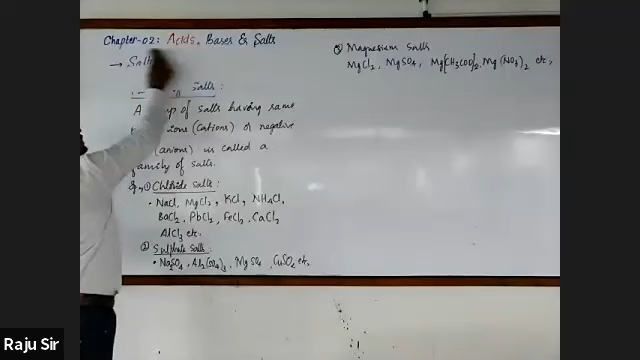 Chapter-02: Acids, Bases & Salts
→ Salt
Salts:
A of salts having same
ions (cations) or negative
(anions) is called a
family of salts.
Eg, ① Chloride salts:
• NaCl, MgCl2, KCl, NH4Cl,
BaCl2, PbCl2, FeCl2, CaCl2
AlCl3 etc.
② Sulphate salts:
• Na2SO4, Al2(SO4)3, MgSO4, CuSO4 etc,
③ Magnesium salts
MgCl2, MgSO4, Mg[CH3COO]2, Mg(NO3)2 etc,
Raju Sir